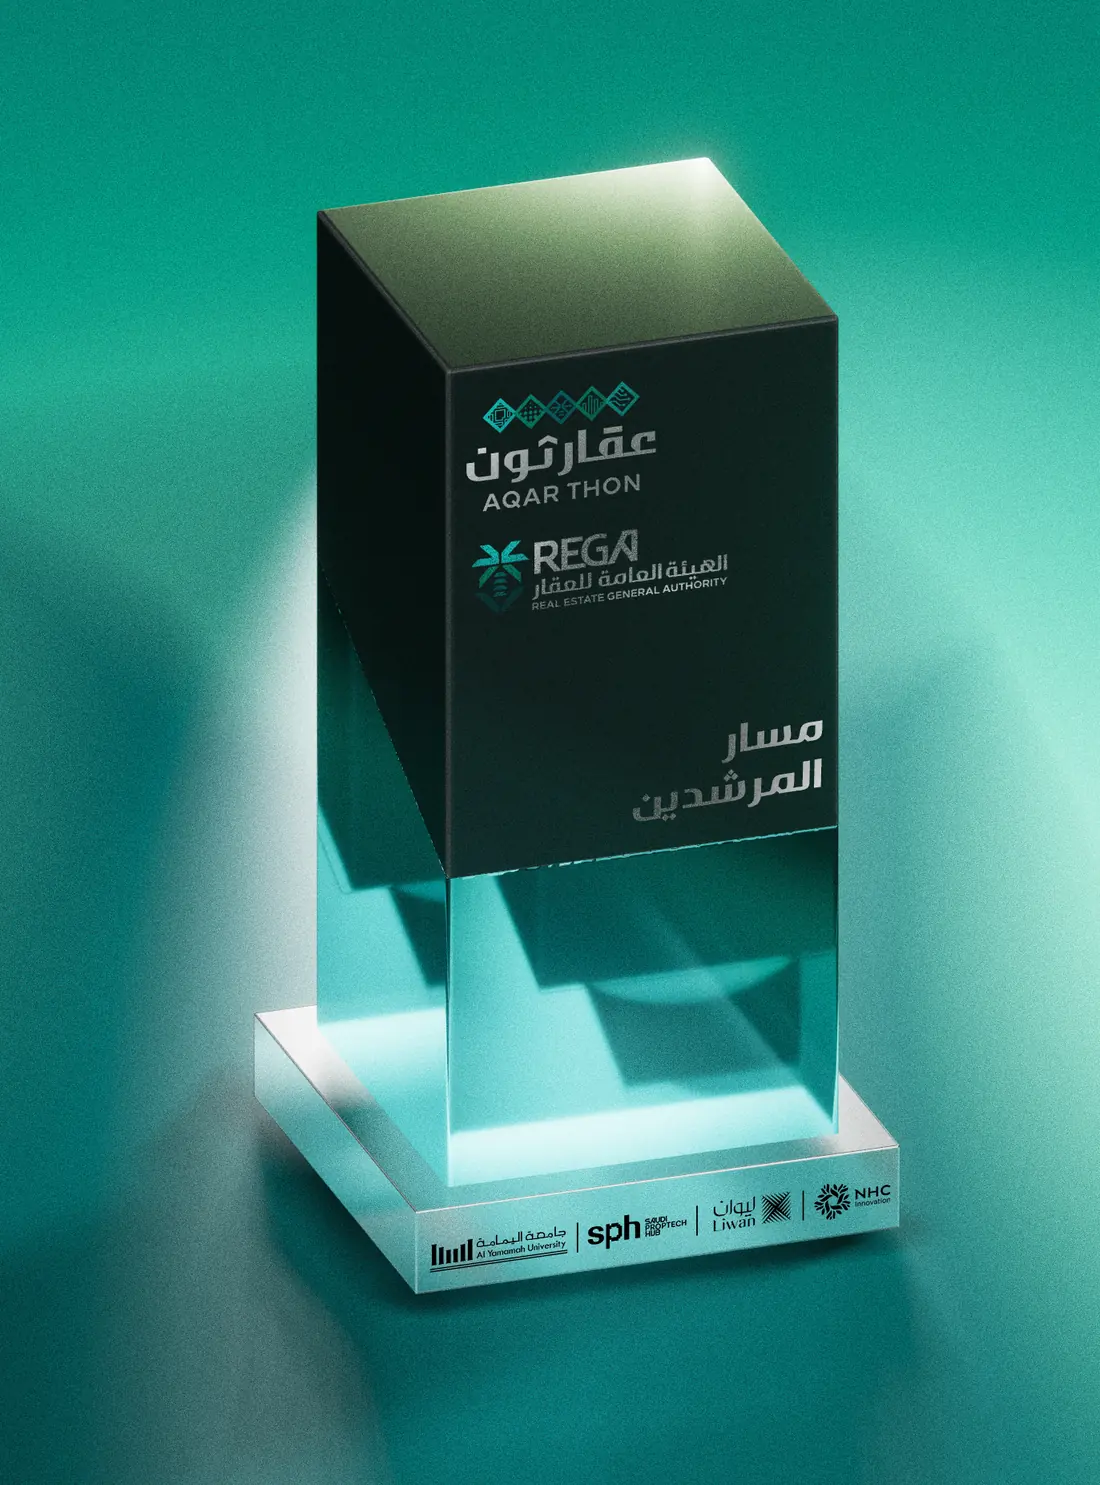 عقارثون
AQAR THON
REGA
الهيئة العامة للعقار
REAL ESTATE GENERAL AUTHORITY
مسار
المرشدين
جامعة اليمامة
Al Yamamah University
sph SAUDI PROPTECH HUB
ليوان
Liwan
NHC
Innovation